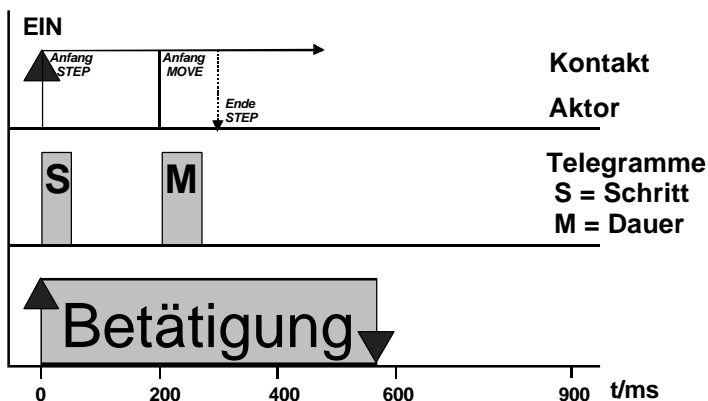 EIN
Anfang
STEP
Anfang
MOVE
Ende
STEP
Kontakt
Aktor
S
M
Telegramme
S = Schritt
M = Dauer
Betätigung
0 200 400 600 900 t/ms